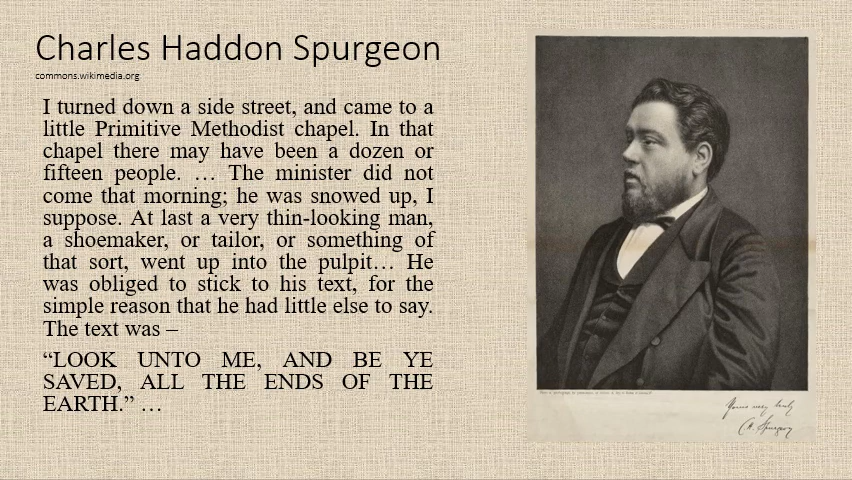 Charles Haddon Spurgeon
commons.wikimedia.org
I turned down a side street, and came to a
little Primitive Methodist chapel. In that
chapel there may have been a dozen or
fifteen people. … The minister did not
come that morning; he was snowed up, I
suppose. At last a very thin-looking man,
a shoemaker, or tailor, or something of
that sort, went up into the pulpit… He
was obliged to stick to his text, for the
simple reason that he had little else to say.
The text was –
“LOOK UNTO ME, AND BE YE
SAVED, ALL THE ENDS OF THE
EARTH.” …
Yours very truly
C. H. Spurgeon